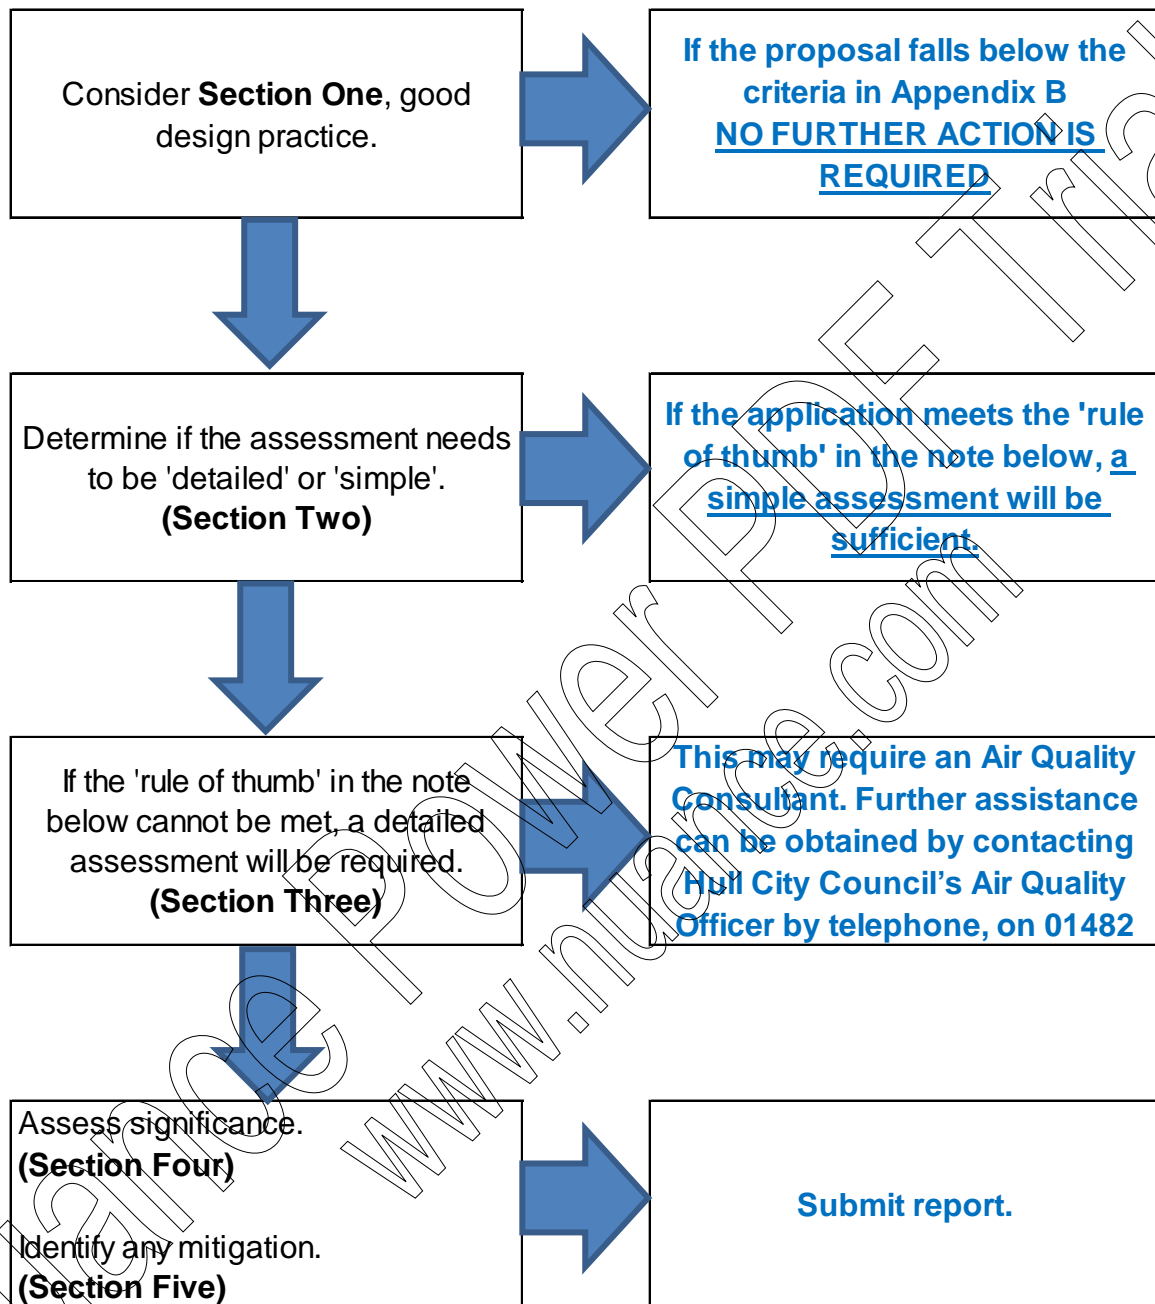 Consider Section One, good
design practice.
If the proposal falls below the
criteria in Appendix B
NO FURTHER ACTION IS
REQUIRED
Determine if the assessment needs
to be 'detailed' or 'simple'.
(Section Two)
If the application meets the 'rule
of thumb' in the note below, a
simple assessment will be
sufficient.
If the 'rule of thumb' in the note
below cannot be met, a detailed
assessment will be required.
(Section Three)
This may require an Air Quality
Consultant. Further assistance
can be obtained by contacting
Hull City Council’s Air Quality
Officer by telephone, on 01482
Assess significance.
(Section Four)
Identify any mitigation.
(Section Five)
Submit report.
Power PDF
www.nuance.com